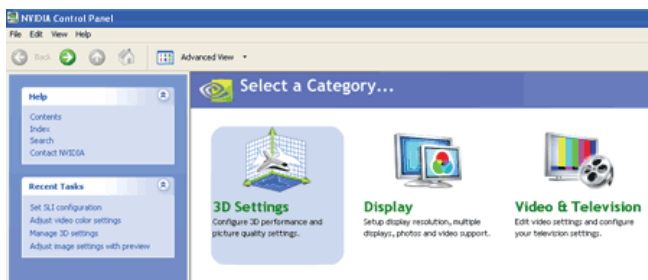 NVIDIA Control Panel
File Edit View Help
Back Advanced View
Select a Category...
Help
Contents
Index
Search
Contact NVIDIA
Recent Tasks
Set SLI configuration
Adjust video color settings
Manage 3D settings
Adjust image settings with preview
3D Settings
Configure 3D performance and
picture quality settings.
Display
Setup display resolution, multiple
displays, photos and video support.
Video & Television
Edit video settings and configure
your television settings.